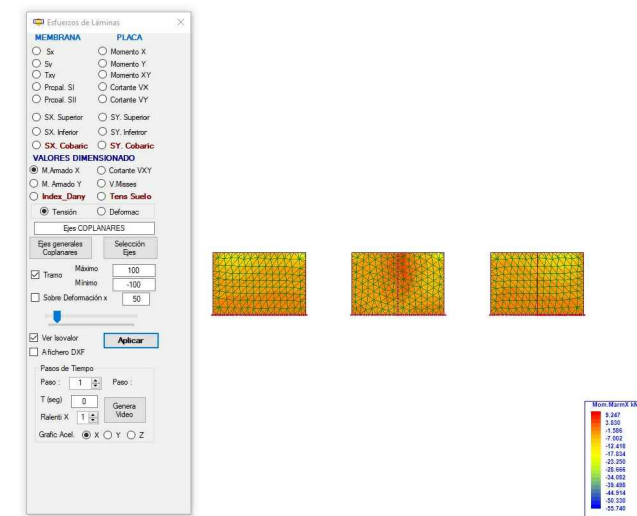 Esfuerzos de Láminas
MEMBRANA PLACA
Sx Momento X
Sy Momento Y
Txy Momento XY
Prcpal. SI Cortante VX
Prcpal. SII Cortante VY
SX. Superior SY. Superior
SX. Inferior SY. Inferiror
SX. Cobaric SY. Cobaric
VALORES DIMENSIONADO
M.Armado X Cortante VXY
M. Armado Y V.Misses
Index_Dany Tens Suelo
Tensión Deformac
Ejes COPLANARES
Ejes generales Selección
Coplanares Ejes
Tramo Máximo 100
Mínimo -100
Sobre Deformación x 50
Ver Isovalor Aplicar
A fichero DXF
Pasos de Tiempo
Paso : 1 Paso :
T (seg) 0 Genera
Ralenti X 1 Video
Grafic Acel. X Y Z
Mom.MarmX kN
9.247
3.830
-1.586
-7.002
-12.418
-17.834
-23.250
-28.666
-34.082
-39.498
-44.914
-50.330
-55.740